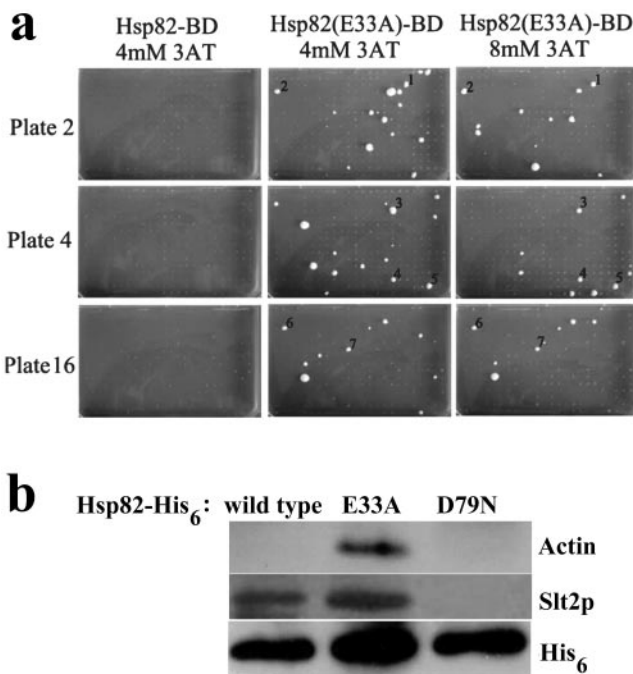 a
Hsp82-BD Hsp82(E33A)-BD Hsp82(E33A)-BD
4mM 3AT 4mM 3AT 8mM 3AT
Plate 2
2 1 2 1
Plate 4
3 3
4 5 4 5
Plate 16
6 6
7 7
b
Hsp82-His6: wild type E33A D79N
Actin
Slt2p
His6